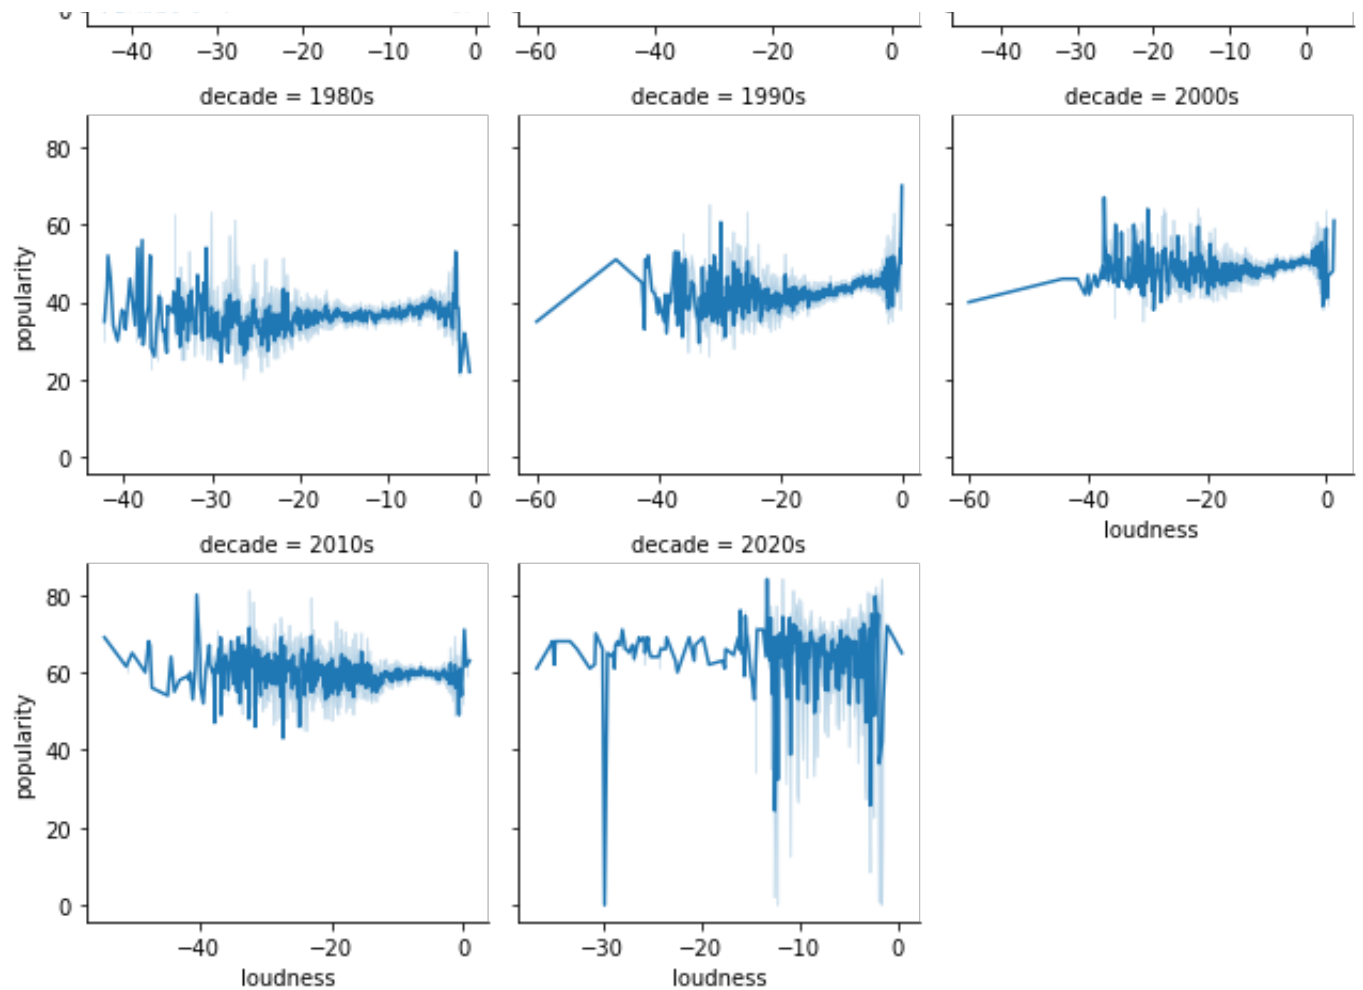 0
−40 −20 −30 −10 0
−60 −40 −20 0
−40 −30 −20 −10 0
decade = 1980s
decade = 1990s
decade = 2000s
popularity
80
60
40
20
0
−40 −30 −20 −10 0
−60 −40 −20 0
−60 −40 −20 0
loudness
decade = 2010s
decade = 2020s
popularity
80
60
40
20
0
−40 −20 0
−30 −20 −10 0
loudness
loudness